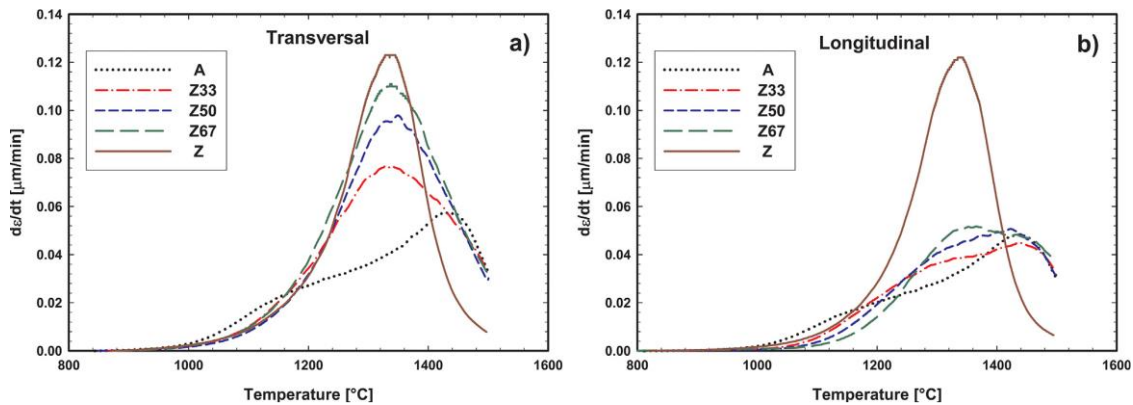 Transversal
a)
A
Z33
Z50
Z67
Z
dε/dt [μm/min]
0.14
0.12
0.10
0.08
0.06
0.04
0.02
0.00
800
1000
1200
1400
1600
Temperature [°C]
Longitudinal
b)
A
Z33
Z50
Z67
Z
dε/dt [μm/min]
0.14
0.12
0.10
0.08
0.06
0.04
0.02
0.00
800
1000
1200
1400
1600
Temperature [°C]